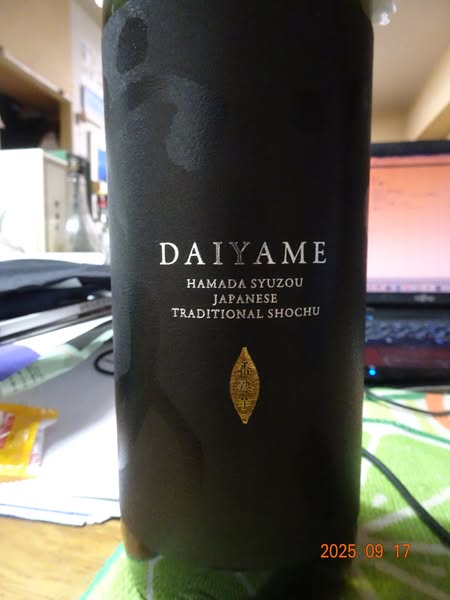 DAIYAME
HAMADA SYUZOU
JAPANESE
TRADITIONAL SHOCHU
2025 09 17